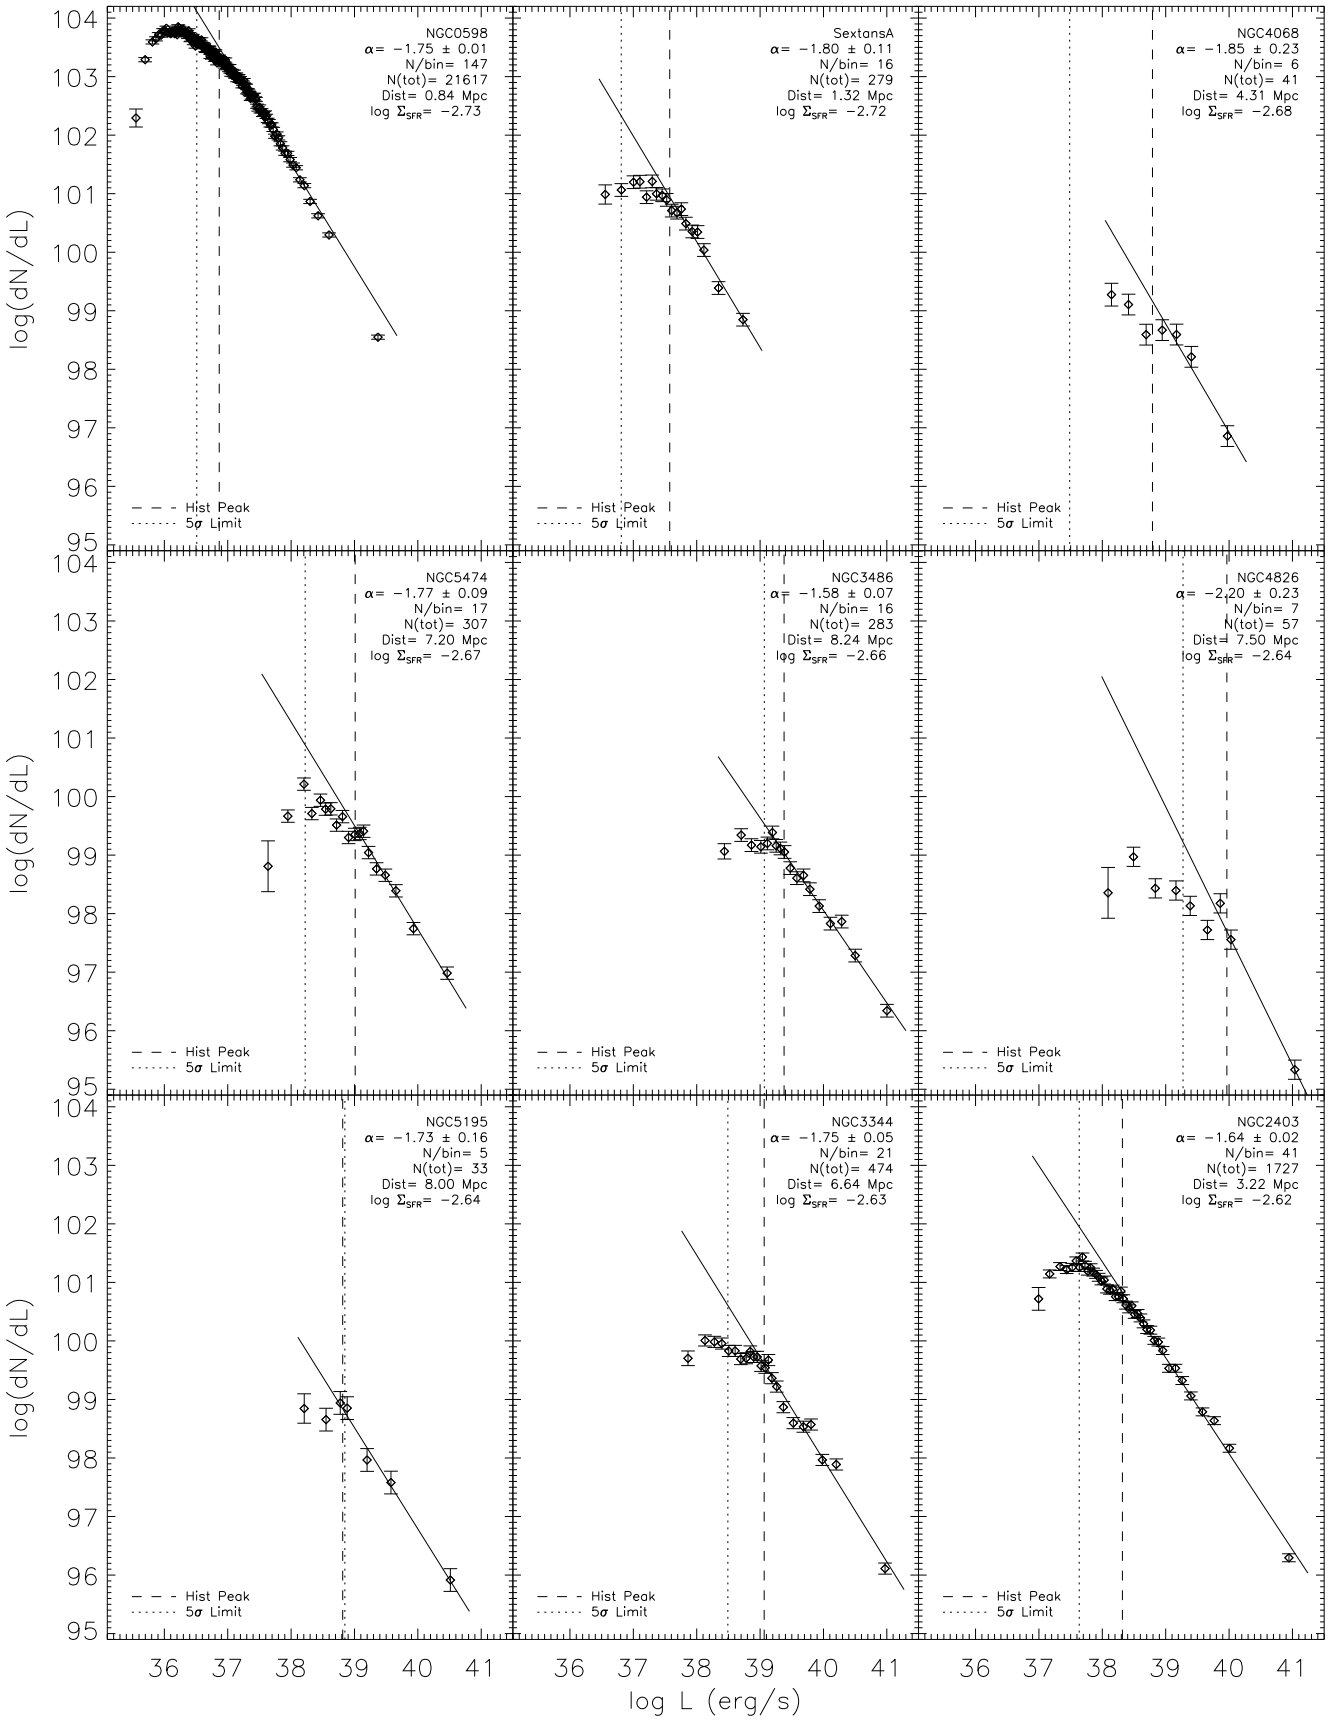 NGC0598
α= −1.75 ± 0.01
N/bin= 147
N(tot)= 21617
Dist= 0.84 Mpc
log Σ_SFR= −2.73
Hist Peak
5σ Limit
SextansA
α= −1.80 ± 0.11
N/bin= 16
N(tot)= 279
Dist= 1.32 Mpc
log Σ_SFR= −2.72
Hist Peak
5σ Limit
NGC4068
α= −1.85 ± 0.23
N/bin= 6
N(tot)= 41
Dist= 4.31 Mpc
log Σ_SFR= −2.68
Hist Peak
5σ Limit
log(dN/dL)
104
103
102
101
100
99
98
97
96
95
NGC5474
α= −1.77 ± 0.09
N/bin= 17
N(tot)= 307
Dist= 7.20 Mpc
log Σ_SFR= −2.67
Hist Peak
5σ Limit
NGC3486
α= −1.58 ± 0.07
N/bin= 16
N(tot)= 283
Dist= 8.24 Mpc
log Σ_SFR= −2.66
Hist Peak
5σ Limit
NGC4826
α= −2.20 ± 0.23
N/bin= 7
N(tot)= 57
Dist= 7.50 Mpc
log Σ_SFR= −2.64
Hist Peak
5σ Limit
log(dN/dL)
104
103
102
101
100
99
98
97
96
95
NGC5195
α= −1.73 ± 0.16
N/bin= 5
N(tot)= 33
Dist= 8.00 Mpc
log Σ_SFR= −2.64
Hist Peak
5σ Limit
NGC3344
α= −1.75 ± 0.05
N/bin= 21
N(tot)= 474
Dist= 6.64 Mpc
log Σ_SFR= −2.63
Hist Peak
5σ Limit
NGC2403
α= −1.64 ± 0.02
N/bin= 41
N(tot)= 1727
Dist= 3.22 Mpc
log Σ_SFR= −2.62
Hist Peak
5σ Limit
log(dN/dL)
104
103
102
101
100
99
98
97
96
95
36 37 38 39 40 41
36 37 38 39 40 41
36 37 38 39 40 41
log L (erg/s)